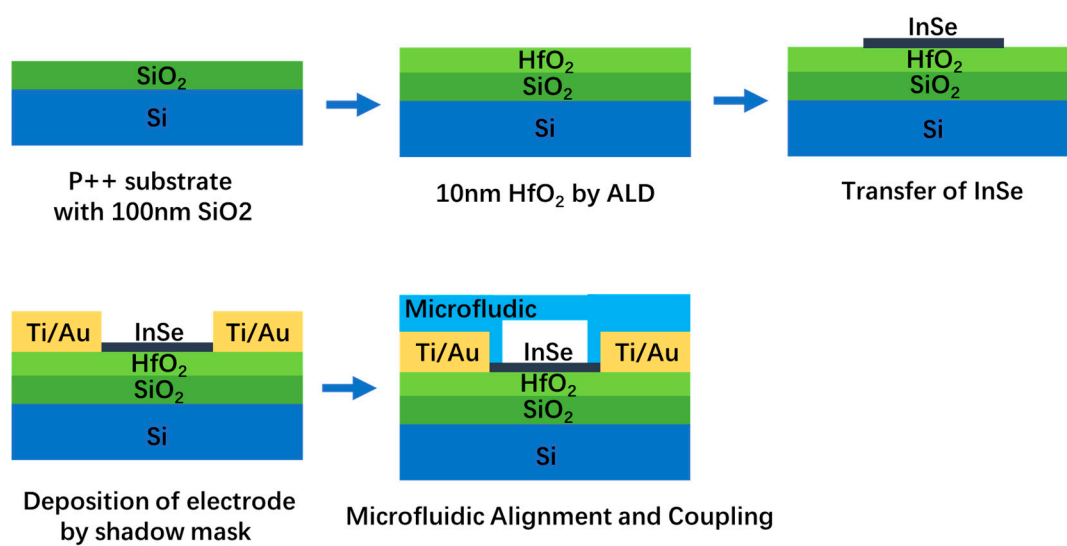 SiO₂
Si
P++ substrate
with 100nm SiO2
HfO₂
SiO₂
Si
10nm HfO₂ by ALD
InSe
HfO₂
SiO₂
Si
Transfer of InSe
Ti/Au InSe Ti/Au
HfO₂
SiO₂
Si
Deposition of electrode
by shadow mask
Microfludic
Ti/Au InSe Ti/Au
HfO₂
SiO₂
Si
Microfluidic Alignment and Coupling